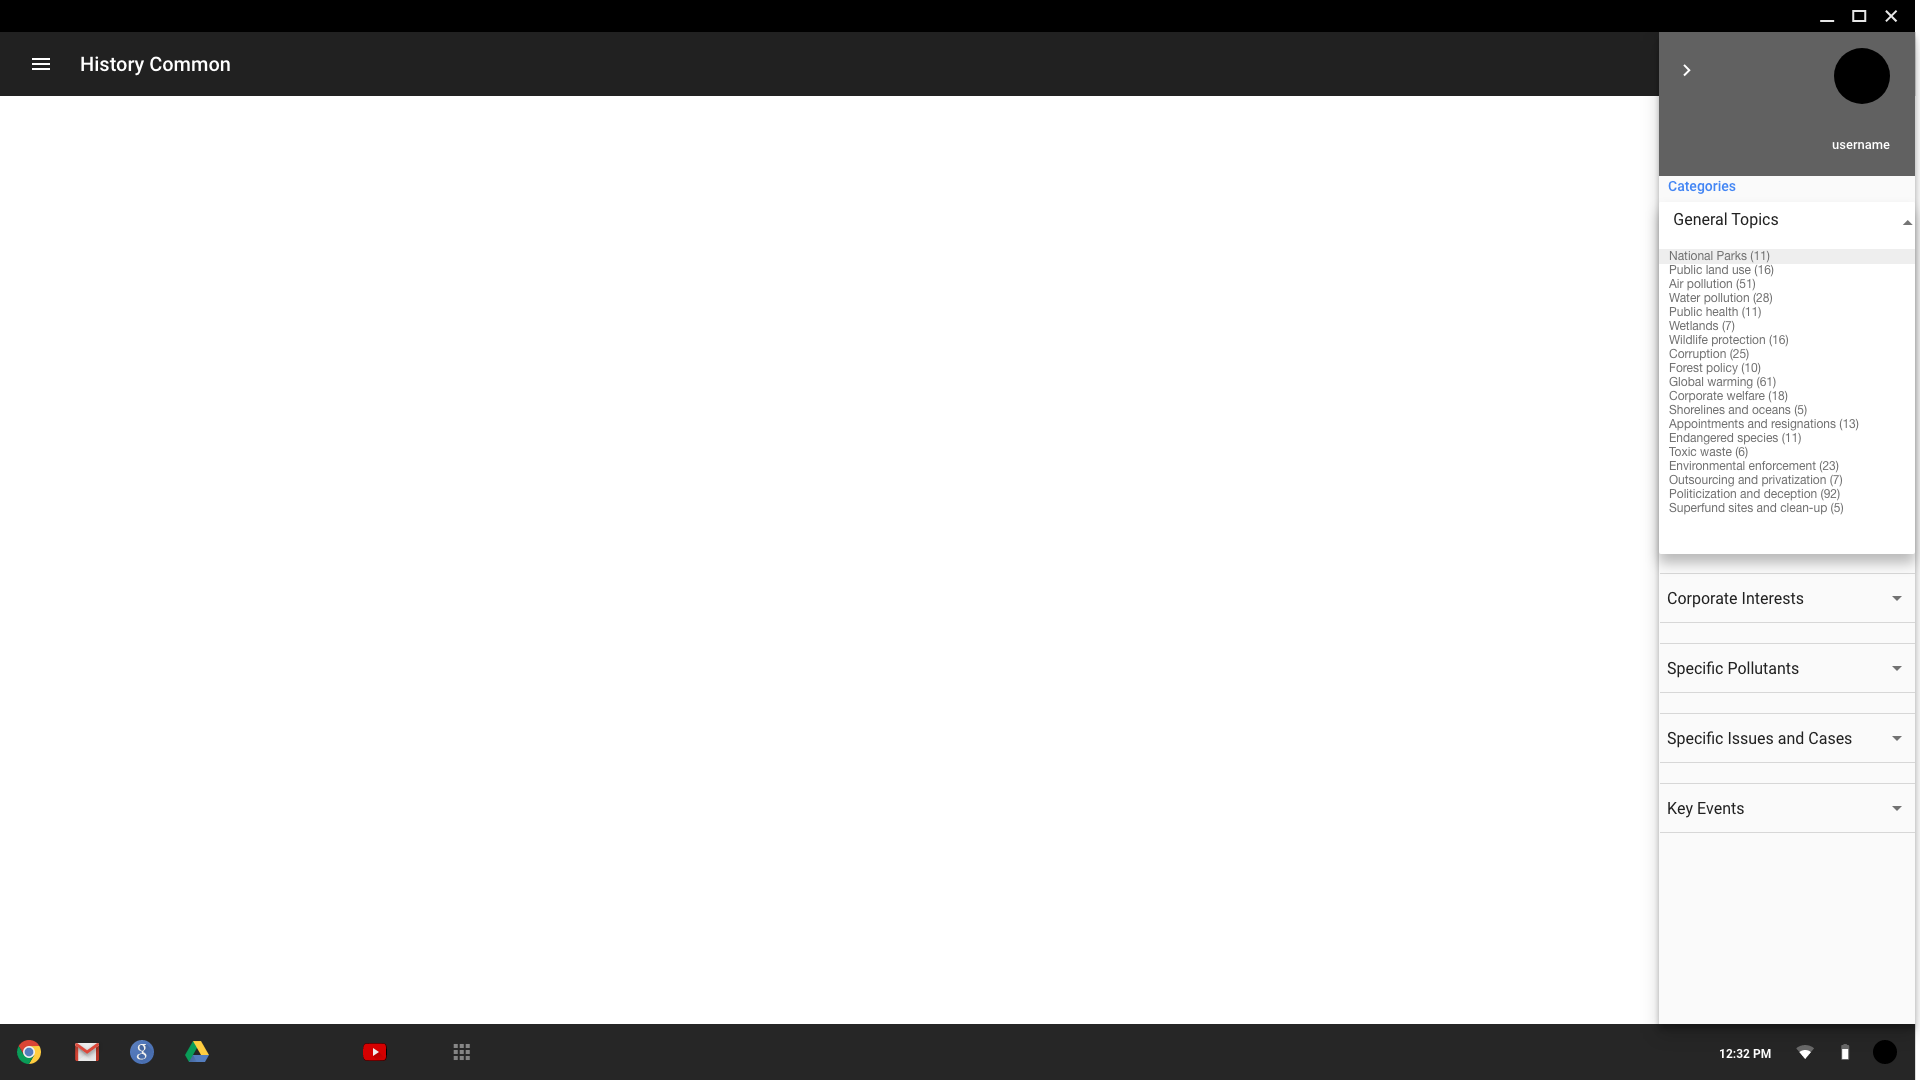 History Common
username
Categories
General Topics
National Parks (11)
Public land use (16)
Air pollution (51)
Water pollution (28)
Public health (11)
Wetlands (7)
Wildlife protection (16)
Corruption (25)
Forest policy (10)
Global warming (61)
Corporate welfare (18)
Shorelines and oceans (5)
Appointments and resignations (13)
Endangered species (11)
Toxic waste (6)
Environmental enforcement (23)
Outsourcing and privatization (7)
Politicization and deception (92)
Superfund sites and clean-up (5)
Corporate Interests
Specific Pollutants
Specific Issues and Cases
Key Events
g
12:32 PM